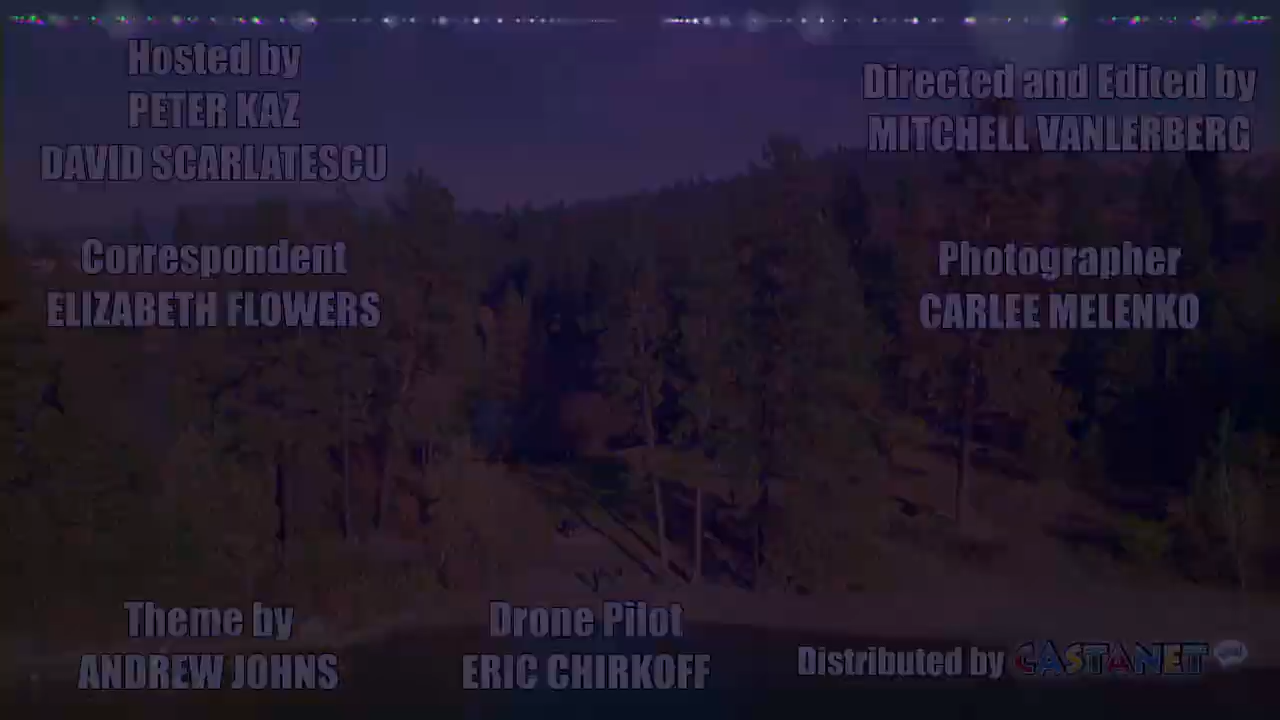 Hosted by
PETER KAZ
DAVID SCARLATESCU
Directed and Edited by
MITCHELL VANLERBERG
Correspondent
ELIZABETH FLOWERS
Photographer
CARLEE MELENKO
Theme by
ANDREW JOHNS
Drone Pilot
ERIC CHIRKOFF
Distributed by CASTANET